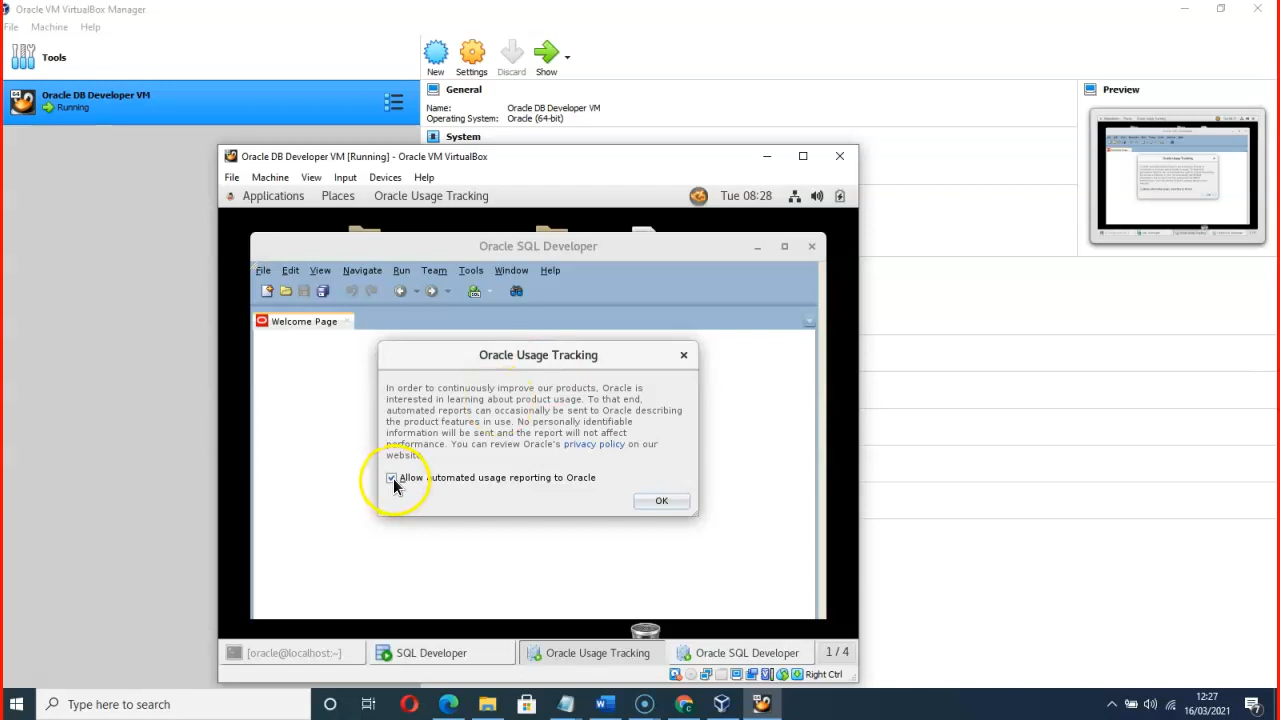 Oracle VM VirtualBox Manager
File Machine Help
Tools
New Settings Discard Show
Oracle DB Developer VM
Running
General
Name: Oracle DB Developer VM
Operating System: Oracle (64-bit)
System
Preview
Oracle DB Developer VM [Running] - Oracle VM VirtualBox
File Machine View Input Devices Help
Applications Places Oracle Usage Tracking Tue 08:28
Oracle SQL Developer
File Edit View Navigate Run Team Tools Window Help
Welcome Page
Oracle Usage Tracking
In order to continuously improve our products, Oracle is
interested in learning about product usage. To that end,
automated reports can occasionally be sent to Oracle describing
the product features in use. No personally identifiable
information will be sent and the report will not affect
performance. You can review Oracle's privacy policy on our
website.
Allow automated usage reporting to Oracle
OK
[oracle@localhost:~] SQL Developer Oracle Usage Tracking Oracle SQL Developer 1 / 4
Right Ctrl
Type here to search
12:27
16/03/2021
7